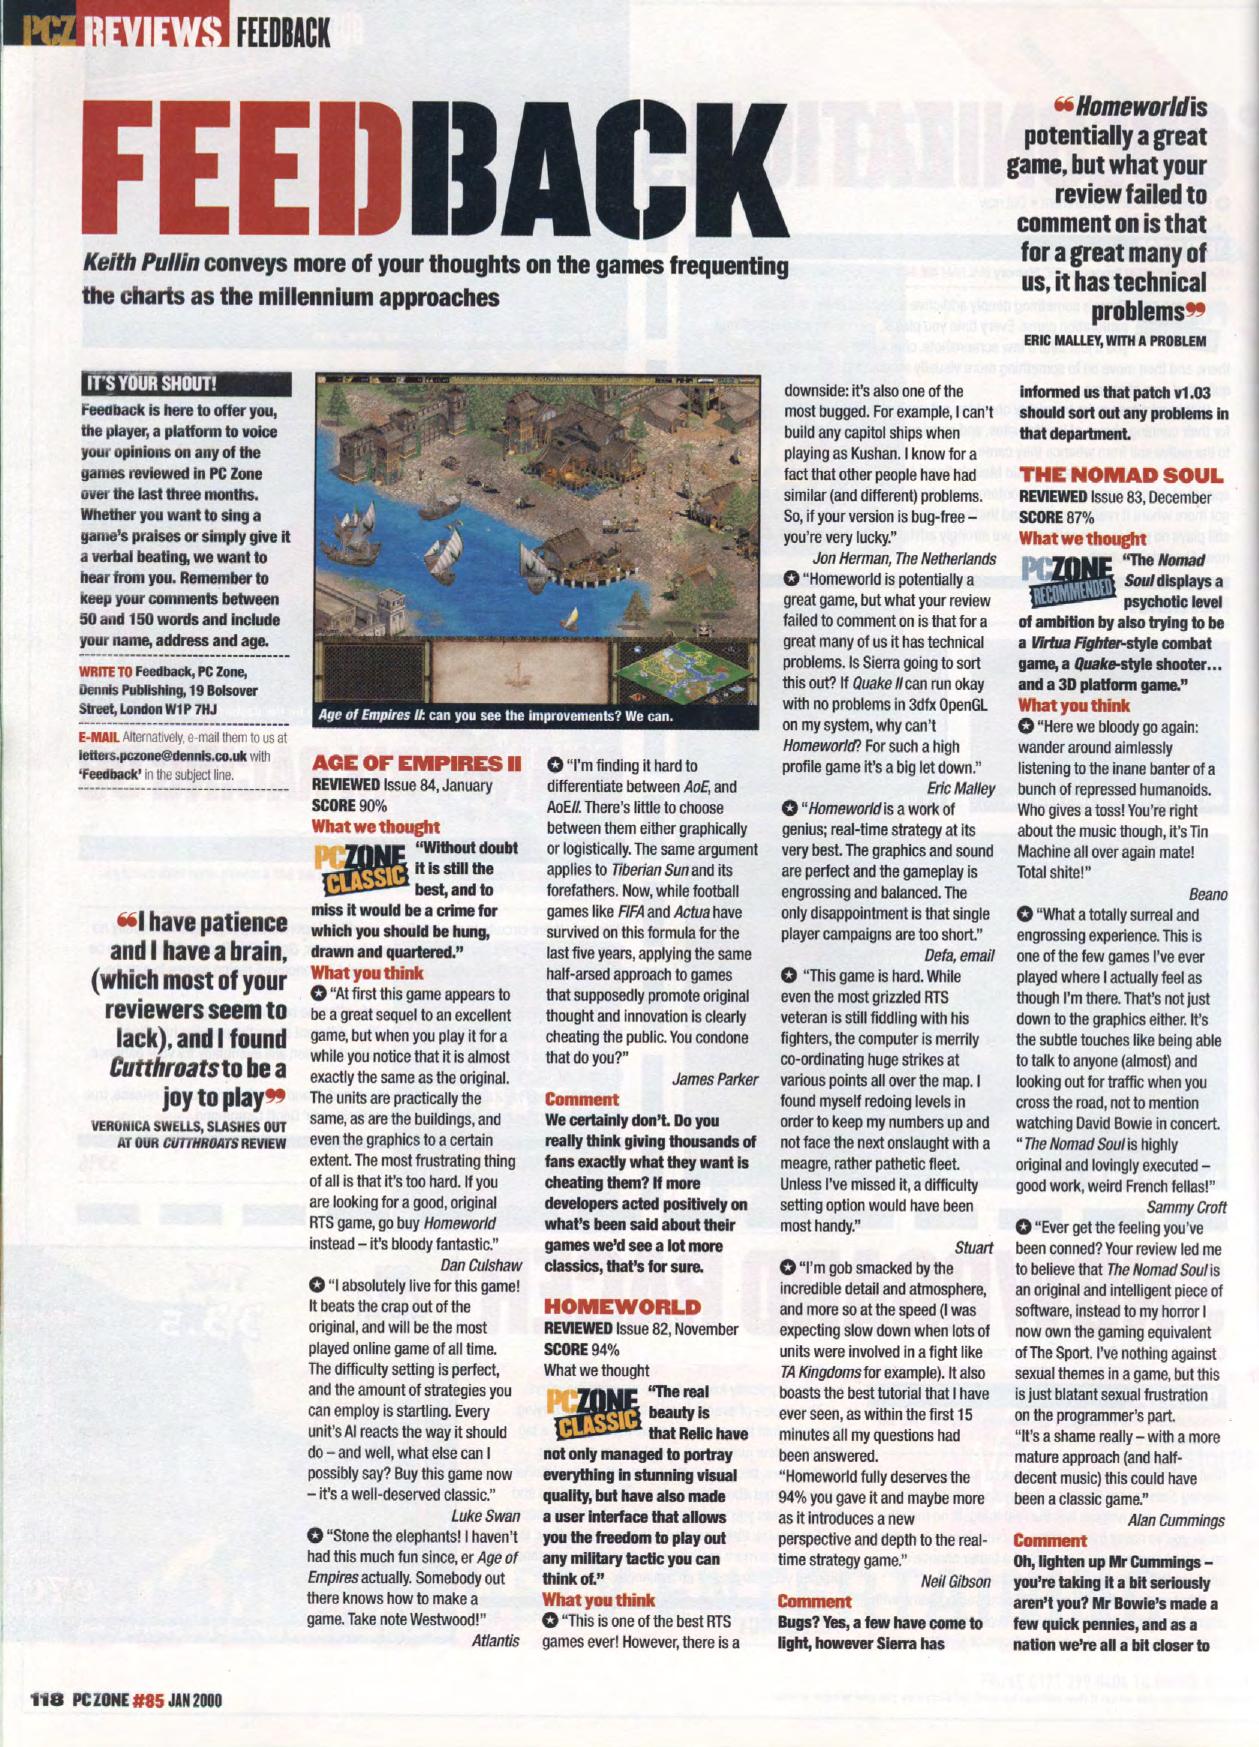 PCZ REVIEWS FEEDBACK
FEEDBACK
Keith Pullin conveys more of your thoughts on the games frequenting
the charts as the millennium approaches
“Homeworld is
potentially a great
game, but what your
review failed to
comment on is that
for a great many of
us, it has technical
problems”
ERIC MALLEY, WITH A PROBLEM
IT'S YOUR SHOUT!
Feedback is here to offer you,
the player, a platform to voice
your opinions on any of the
games reviewed in PC Zone
over the last three months.
Whether you want to sing a
game's praises or simply give it
a verbal beating, we want to
hear from you. Remember to
keep your comments between
50 and 150 words and include
your name, address and age.
WRITE TO Feedback, PC Zone,
Dennis Publishing, 19 Bolsover
Street, London W1P 7HJ
E-MAIL Alternatively, e-mail them to us at
letters.pczone@dennis.co.uk with
‘Feedback’ in the subject line.
“I have patience
and I have a brain,
(which most of your
reviewers seem to
lack), and I found
Cutthroats to be a
joy to play”
VERONICA SWELLS, SLASHES OUT
AT OUR CUTTHROATS REVIEW
Age of Empires II: can you see the improvements? We can.
AGE OF EMPIRES II
REVIEWED Issue 84, January
SCORE 90%
What we thought
PCZONE CLASSIC
“Without doubt
it is still the
best, and to
miss it would be a crime for
which you should be hung,
drawn and quartered.”
What you think
“At first this game appears to
be a great sequel to an excellent
game, but when you play it for a
while you notice that it is almost
exactly the same as the original.
The units are practically the
same, as are the buildings, and
even the graphics to a certain
extent. The most frustrating thing
of all is that it's too hard. If you
are looking for a good, original
RTS game, go buy Homeworld
instead – it's bloody fantastic.”
Dan Culshaw
“I absolutely live for this game!
It beats the crap out of the
original, and will be the most
played online game of all time.
The difficulty setting is perfect,
and the amount of strategies you
can employ is startling. Every
unit's AI reacts the way it should
do – and well, what else can I
possibly say? Buy this game now
– it's a well-deserved classic.”
Luke Swan
“Stone the elephants! I haven't
had this much fun since, er Age of
Empires actually. Somebody out
there knows how to make a
game. Take note Westwood!”
Atlantis
“I'm finding it hard to
differentiate between AoE, and
AoEII. There's little to choose
between them either graphically
or logistically. The same argument
applies to Tiberian Sun and its
forefathers. Now, while football
games like FIFA and Actua have
survived on this formula for the
last five years, applying the same
half-arsed approach to games
that supposedly promote original
thought and innovation is clearly
cheating the public. You condone
that do you?”
James Parker
Comment
We certainly don't. Do you
really think giving thousands of
fans exactly what they want is
cheating them? If more
developers acted positively on
what's been said about their
games we'd see a lot more
classics, that's for sure.
HOMEWORLD
REVIEWED Issue 82, November
SCORE 94%
What we thought
PCZONE CLASSIC
“The real
beauty is
that Relic have
not only managed to portray
everything in stunning visual
quality, but have also made
a user interface that allows
you the freedom to play out
any military tactic you can
think of.”
What you think
“This is one of the best RTS
games ever! However, there is a
downside: it's also one of the
most bugged. For example, I can't
build any capitol ships when
playing as Kushan. I know for a
fact that other people have had
similar (and different) problems.
So, if your version is bug-free –
you're very lucky.”
Jon Herman, The Netherlands
“Homeworld is potentially a
great game, but what your review
failed to comment on is that for a
great many of us it has technical
problems. Is Sierra going to sort
this out? If Quake II can run okay
with no problems in 3dfx OpenGL
on my system, why can't
Homeworld? For such a high
profile game it's a big let down.”
Eric Malley
“Homeworld is a work of
genius; real-time strategy at its
very best. The graphics and sound
are perfect and the gameplay is
engrossing and balanced. The
only disappointment is that single
player campaigns are too short.”
Defa, email
“This game is hard. While
even the most grizzled RTS
veteran is still fiddling with his
fighters, the computer is merrily
co-ordinating huge strikes at
various points all over the map. I
found myself redoing levels in
order to keep my numbers up and
not face the next onslaught with a
meagre, rather pathetic fleet.
Unless I've missed it, a difficulty
setting option would have been
most handy.”
Stuart
“I'm gob smacked by the
incredible detail and atmosphere,
and more so at the speed (I was
expecting slow down when lots of
units were involved in a fight like
TA Kingdoms for example). It also
boasts the best tutorial that I have
ever seen, as within the first 15
minutes all my questions had
been answered.
“Homeworld fully deserves the
94% you gave it and maybe more
as it introduces a new
perspective and depth to the real-
time strategy game.”
Neil Gibson
Comment
Bugs? Yes, a few have come to
light, however Sierra has
informed us that patch v1.03
should sort out any problems in
that department.
THE NOMAD SOUL
REVIEWED Issue 83, December
SCORE 87%
What we thought
PCZONE RECOMMENDED
“The Nomad
Soul displays a
psychotic level
of ambition by also trying to be
a Virtua Fighter-style combat
game, a Quake-style shooter...
and a 3D platform game.”
What you think
“Here we bloody go again:
wander around aimlessly
listening to the inane banter of a
bunch of repressed humanoids.
Who gives a toss! You're right
about the music though, it's Tin
Machine all over again mate!
Total shite!”
Beano
“What a totally surreal and
engrossing experience. This is
one of the few games I've ever
played where I actually feel as
though I'm there. That's not just
down to the graphics either. It's
the subtle touches like being able
to talk to anyone (almost) and
looking out for traffic when you
cross the road, not to mention
watching David Bowie in concert.
“The Nomad Soul is highly
original and lovingly executed –
good work, weird French fellas!”
Sammy Croft
“Ever get the feeling you've
been conned? Your review led me
to believe that The Nomad Soul is
an original and intelligent piece of
software, instead to my horror I
now own the gaming equivalent
of The Sport. I've nothing against
sexual themes in a game, but this
is just blatant sexual frustration
on the programmer's part.
“It's a shame really – with a more
mature approach (and half-
decent music) this could have
been a classic game.”
Alan Cummings
Comment
Oh, lighten up Mr Cummings –
you're taking it a bit seriously
aren't you? Mr Bowie's made a
few quick pennies, and as a
nation we're all a bit closer to
118 PC ZONE #85 JAN 2000